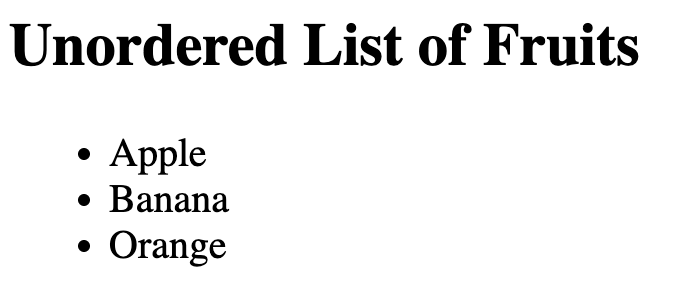 Unordered List of Fruits
• Apple
• Banana
• Orange